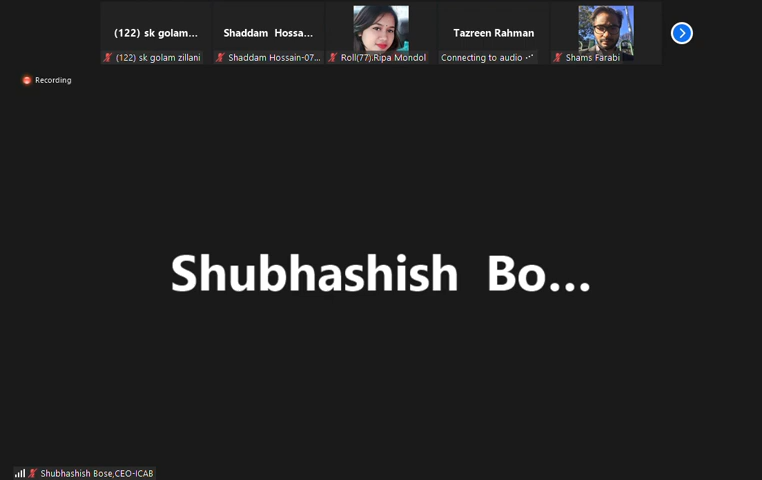 (122) sk golam...
Shaddam Hossa...
Tazreen Rahman
(122) sk golam zillani
Shaddam Hossain-07...
Roll(77).Ripa Mondol
Connecting to audio
Shams Farabi
Recording
Shubhashish Bo...
Shubhashish Bose,CEO-ICAB